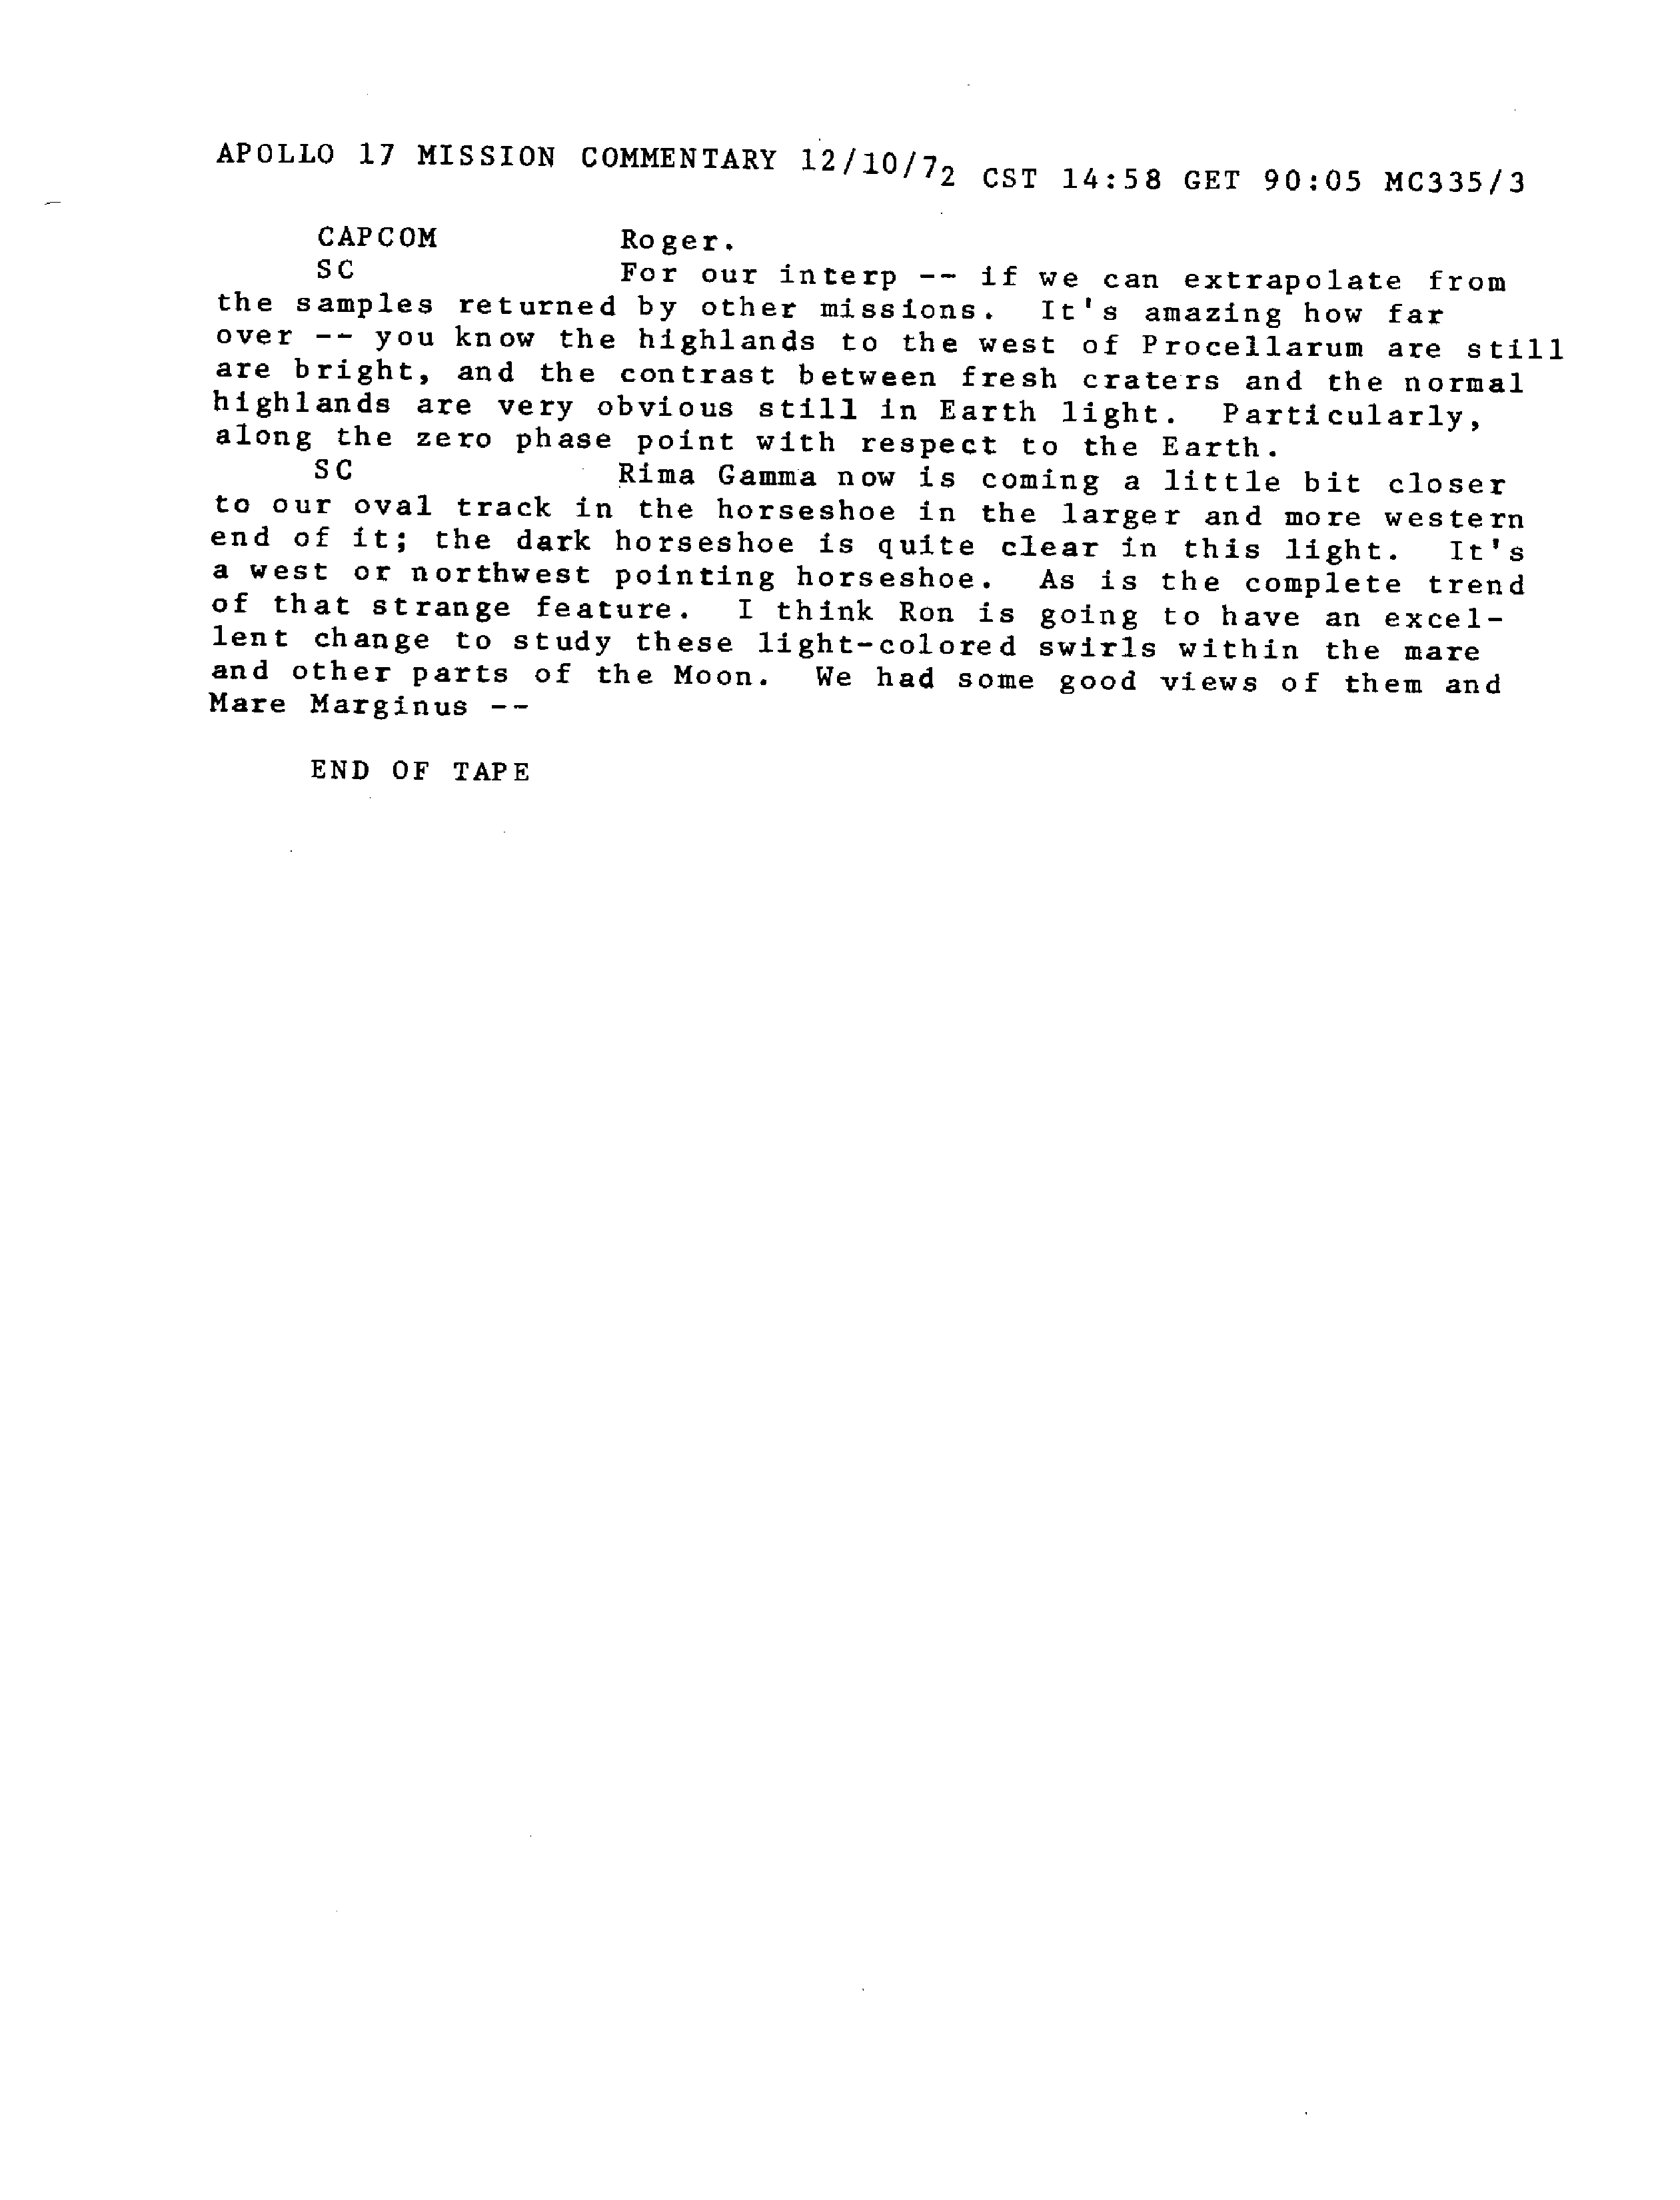 APOLLO 17 MISSION COMMENTARY 12/10/72 CST 14:58 GET 90:05 MC335/3
CAPCOM Roger.
SC For our interp -- if we can extrapolate from
the samples returned by other missions. It's amazing how far
over -- you know the highlands to the west of Procellarum are still
are bright, and the contrast between fresh craters and the normal
highlands are very obvious still in Earth light. Particularly,
along the zero phase point with respect to the Earth.
SC Rima Gamma now is coming a little bit closer
to our oval track in the horseshoe in the larger and more western
end of it; the dark horseshoe is quite clear in this light. It's
a west or northwest pointing horseshoe. As is the complete trend
of that strange feature. I think Ron is going to have an excel-
lent change to study these light-colored swirls within the mare
and other parts of the Moon. We had some good views of them and
Mare Marginus --
END OF TAPE